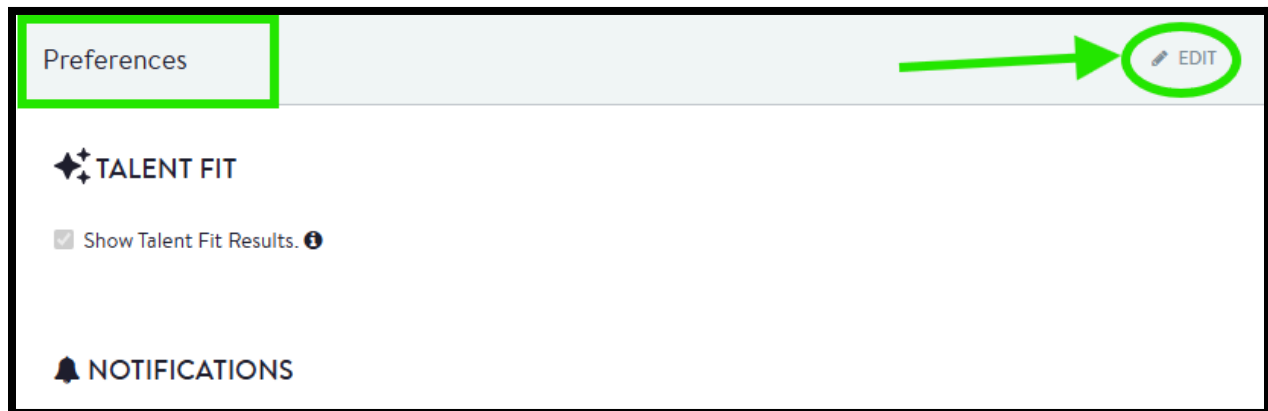 Preferences
EDIT
TALENT FIT
Show Talent Fit Results.
NOTIFICATIONS